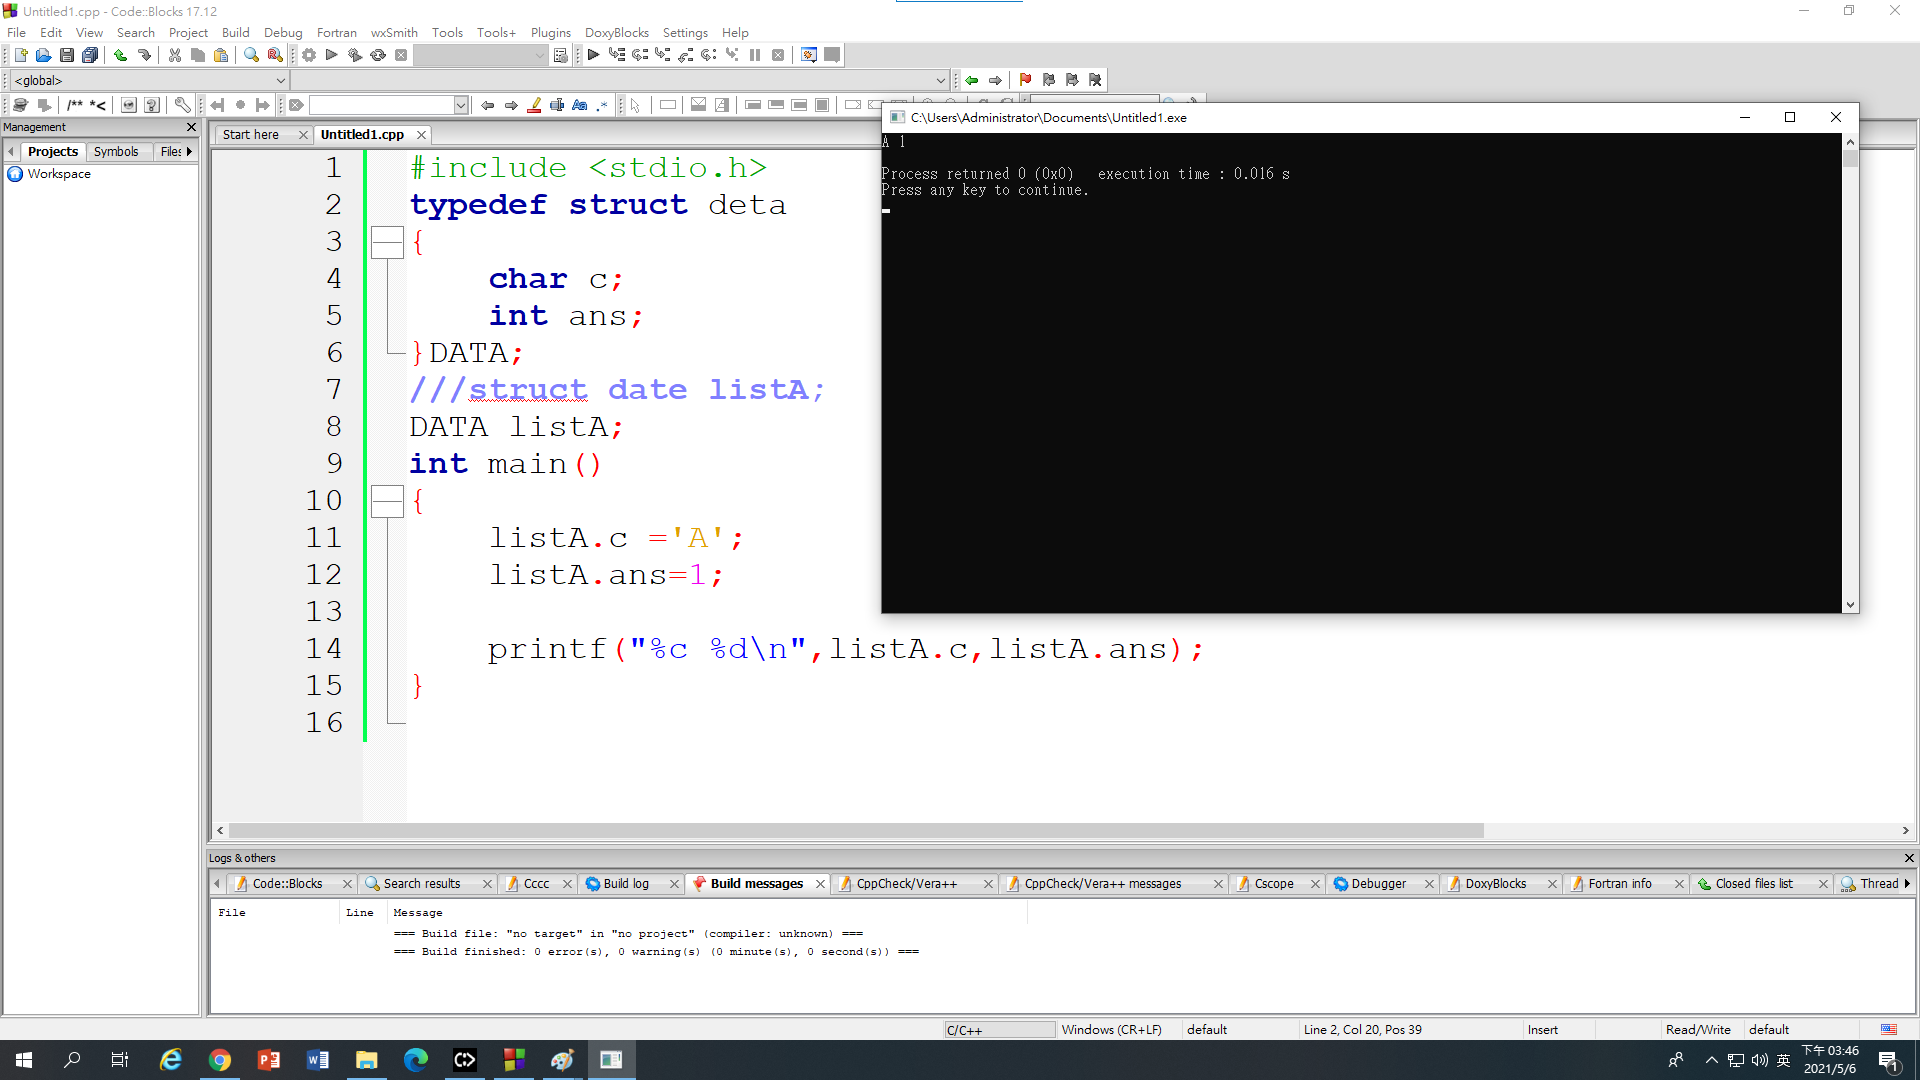 Untitled1.cpp - Code::Blocks 17.12
File Edit View Search Project Build Debug Fortran wxSmith Tools Tools+ Plugins DoxyBlocks Settings Help
<global>
/** *<
Management
Start here Untitled1.cpp
Projects Symbols Files
Workspace
1 #include <stdio.h>
2 typedef struct deta
3 {
4 char c;
5 int ans;
6 }DATA;
7 ///struct date listA;
8 DATA listA;
9 int main()
10 {
11 listA.c ='A';
12 listA.ans=1;
13
14 printf("%c %d\n",listA.c,listA.ans);
15 }
16
C:\Users\Administrator\Documents\Untitled1.exe
A 1
Process returned 0 (0x0) execution time : 0.016 s
Press any key to continue.
Logs & others
Code::Blocks Search results Cccc Build log Build messages CppCheck/Vera++ CppCheck/Vera++ messages Cscope Debugger DoxyBlocks Fortran info Closed files list Thread
File Line Message
=== Build file: "no target" in "no project" (compiler: unknown) ===
=== Build finished: 0 error(s), 0 warning(s) (0 minute(s), 0 second(s)) ===
C/C++ Windows (CR+LF) default Line 2, Col 20, Pos 39 Insert Read/Write default
英
下午 03:46
2021/5/6
1